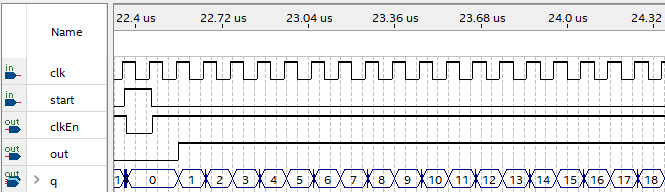 Name 22.4 us 22.72 us 23.04 us 23.36 us 23.68 us 24.0 us 24.32
in clk
in start
out clkEn
out out
out > q 1 0 1 2 3 4 5 6 7 8 9 10 11 12 13 14 15 16 17 18